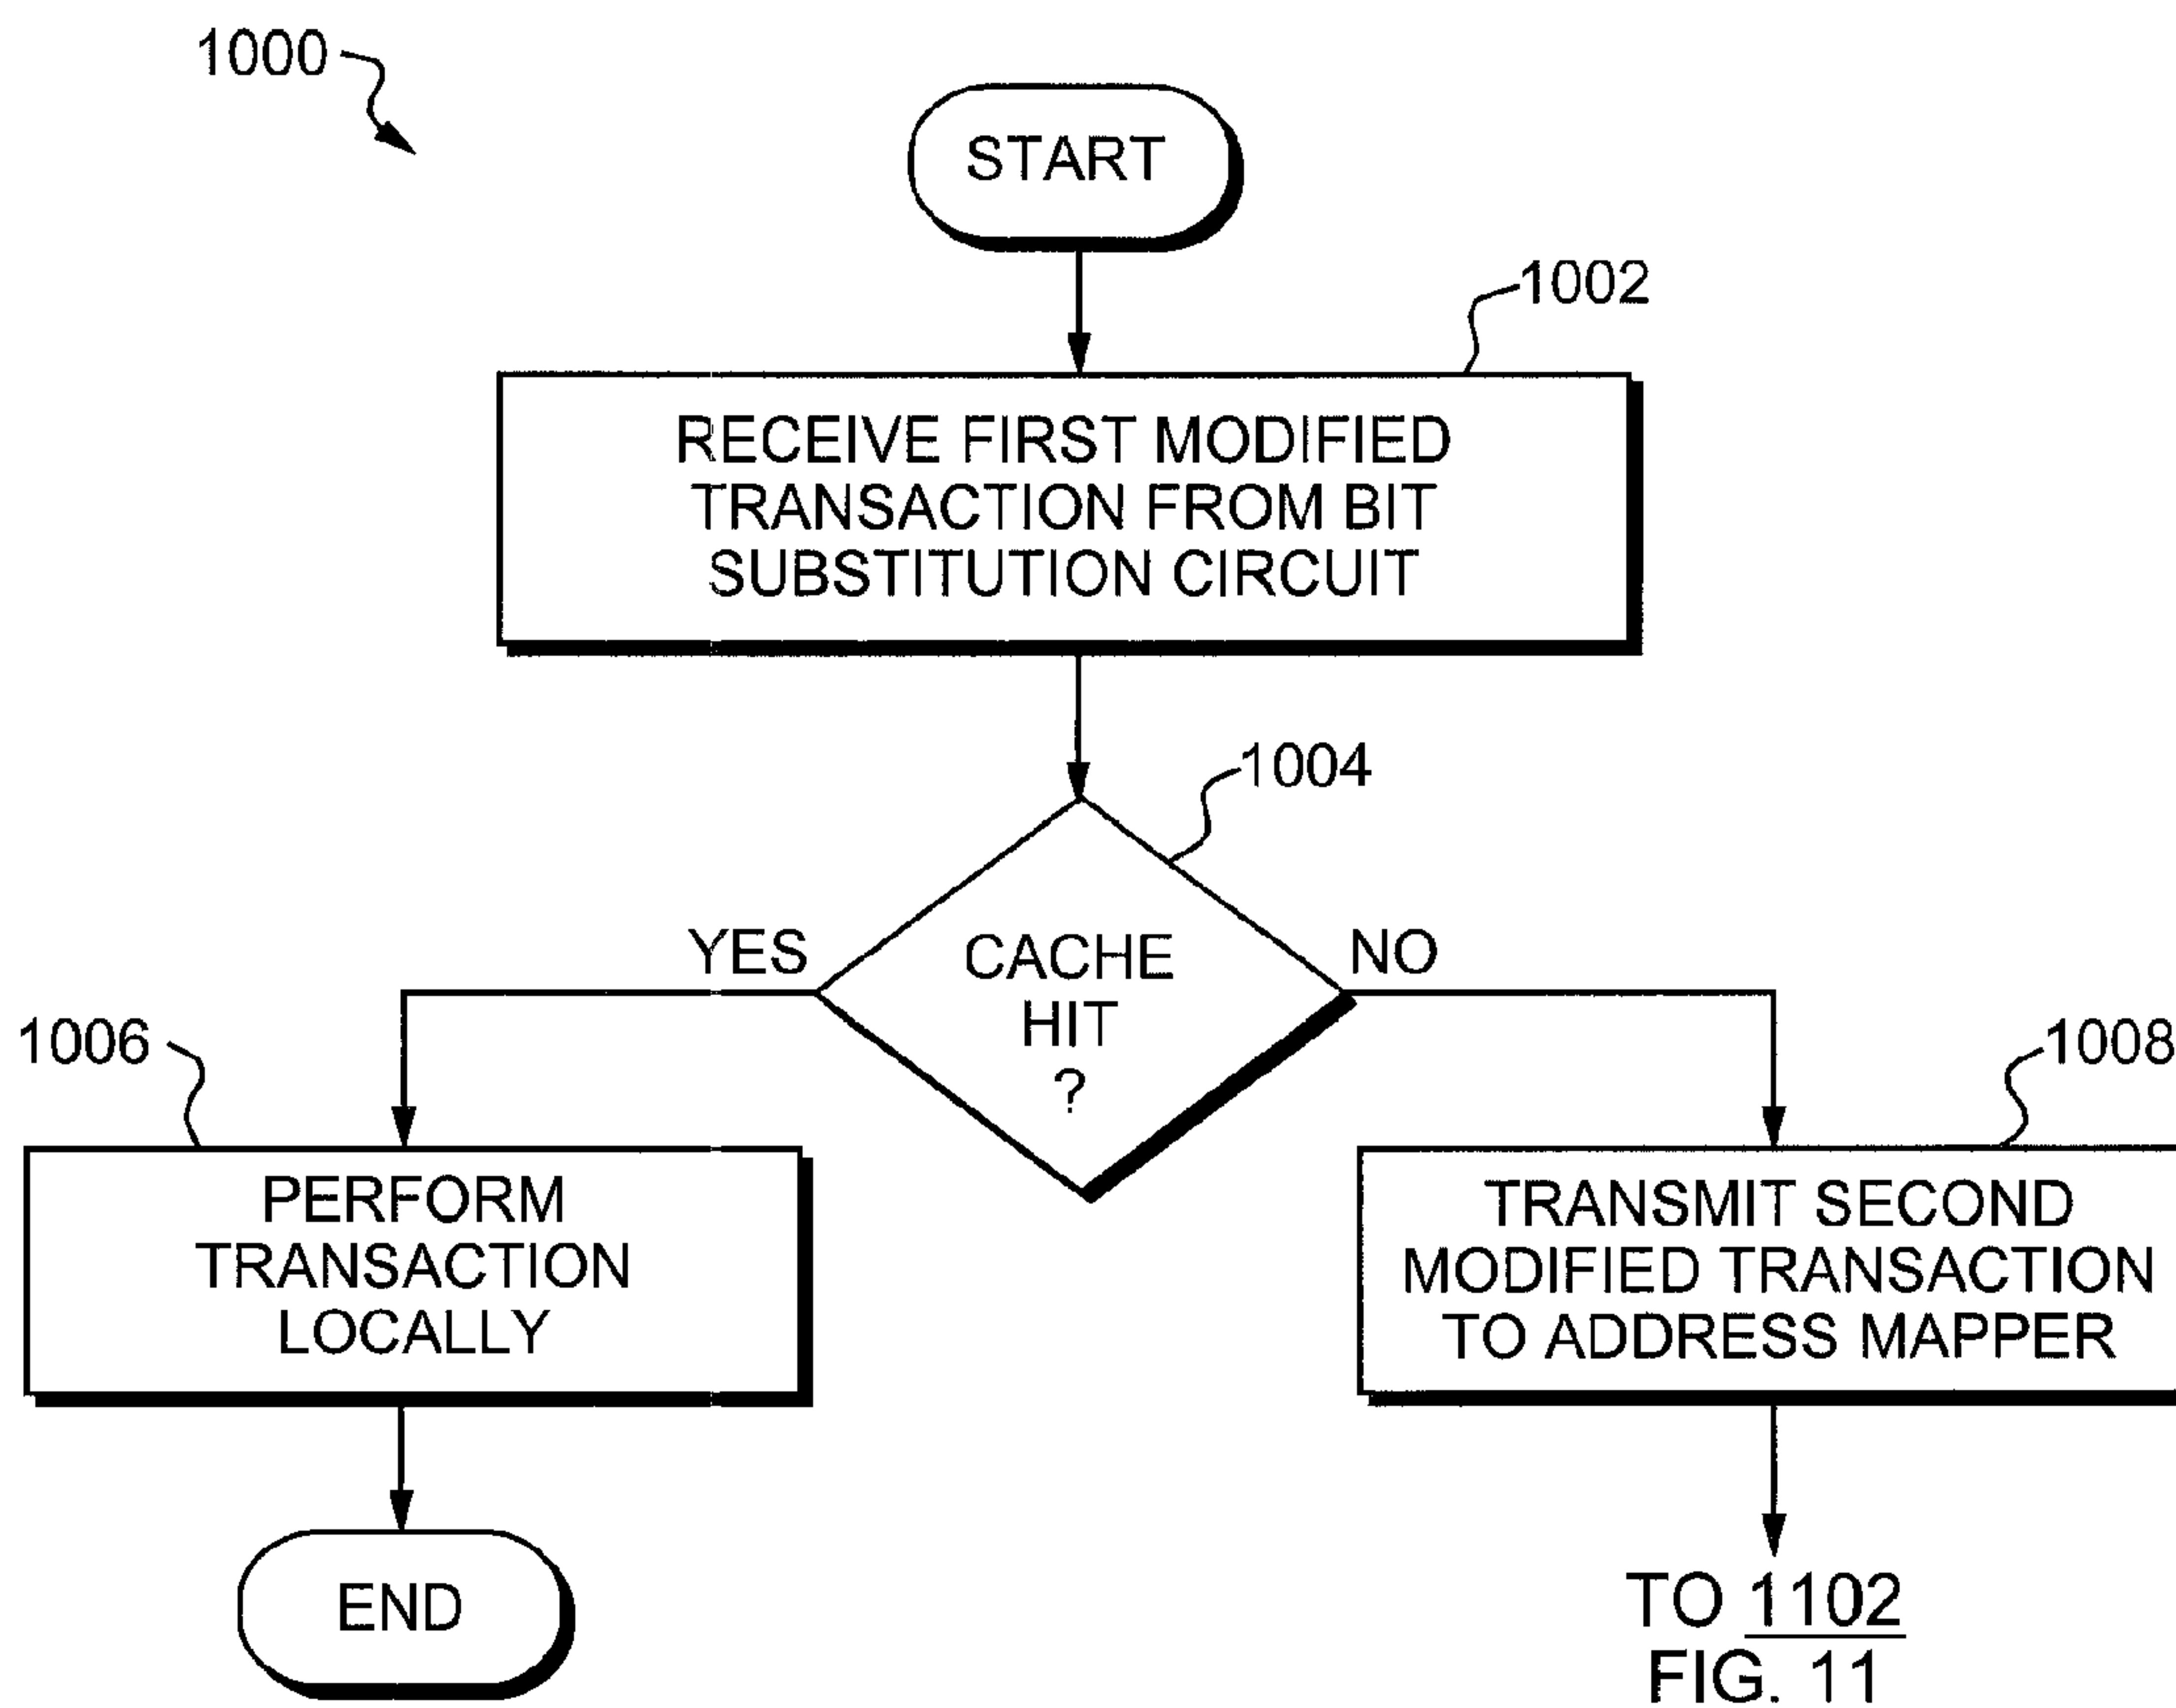 1000
START
1002
RECEIVE FIRST MODIFIED
TRANSACTION FROM BIT
SUBSTITUTION CIRCUIT
1004
CACHE
HIT
?
YES
NO
1006
PERFORM
TRANSACTION
LOCALLY
1008
TRANSMIT SECOND
MODIFIED TRANSACTION
TO ADDRESS MAPPER
END
TO 1102
FIG. 11